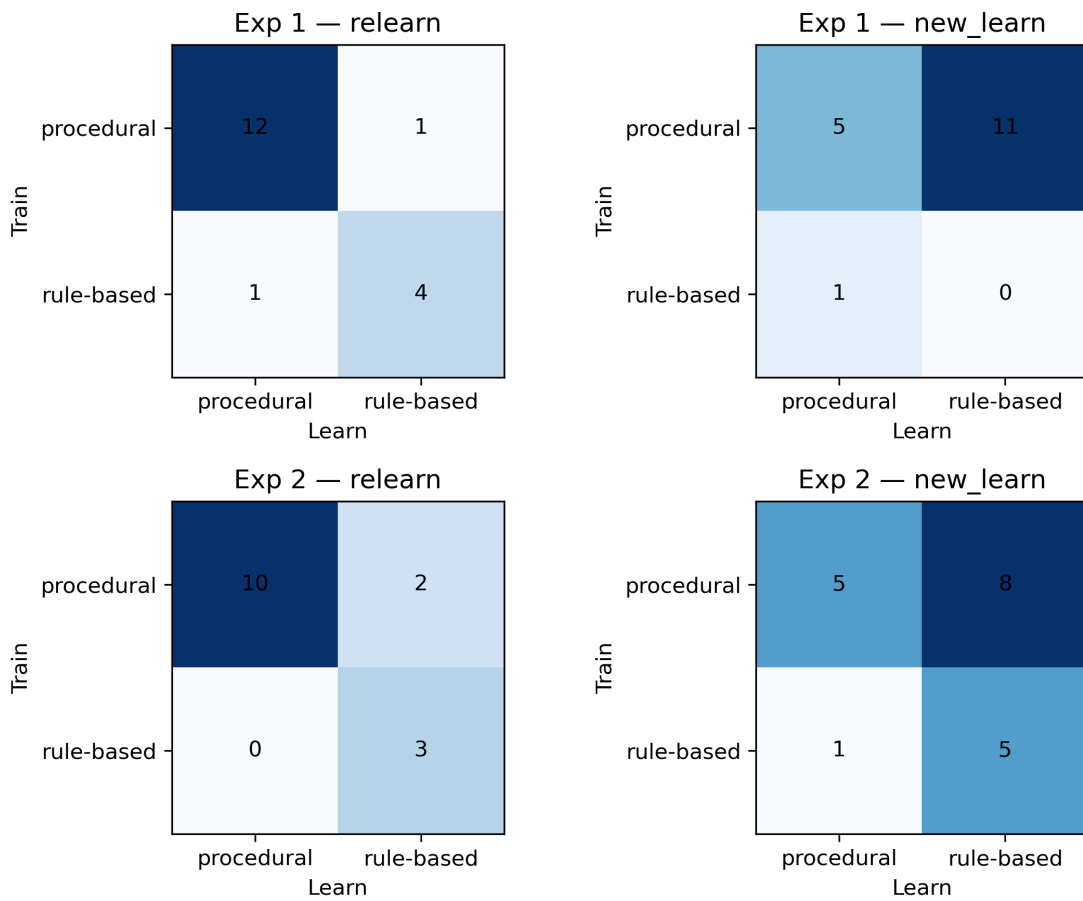 Exp 1 — relearn
Train
procedural
12 1
rule-based
1 4
procedural rule-based
Learn
Exp 1 — new_learn
Train
procedural
5 11
rule-based
1 0
procedural rule-based
Learn
Exp 2 — relearn
Train
procedural
10 2
rule-based
0 3
procedural rule-based
Learn
Exp 2 — new_learn
Train
procedural
5 8
rule-based
1 5
procedural rule-based
Learn